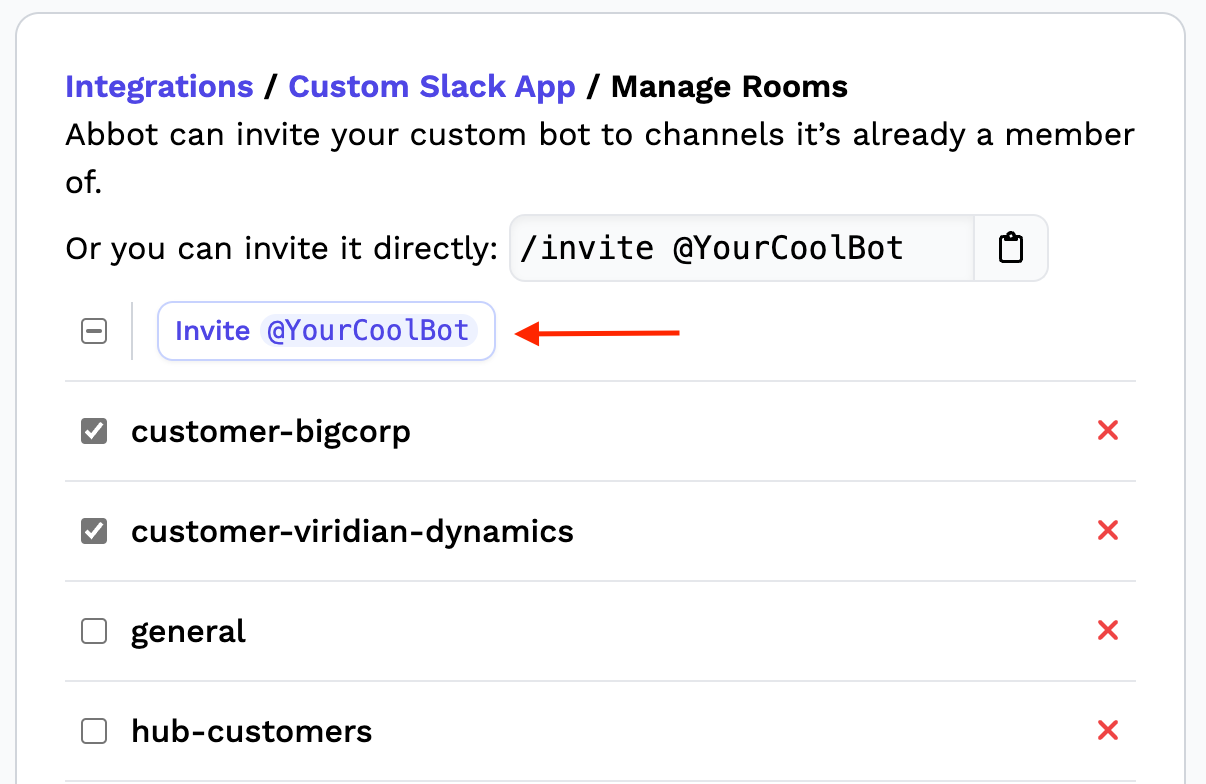 Integrations / Custom Slack App / Manage Rooms
Abbot can invite your custom bot to channels it’s already a member
of.
Or you can invite it directly: /invite @YourCoolBot
Invite @YourCoolBot
customer-bigcorp
customer-viridian-dynamics
general
hub-customers